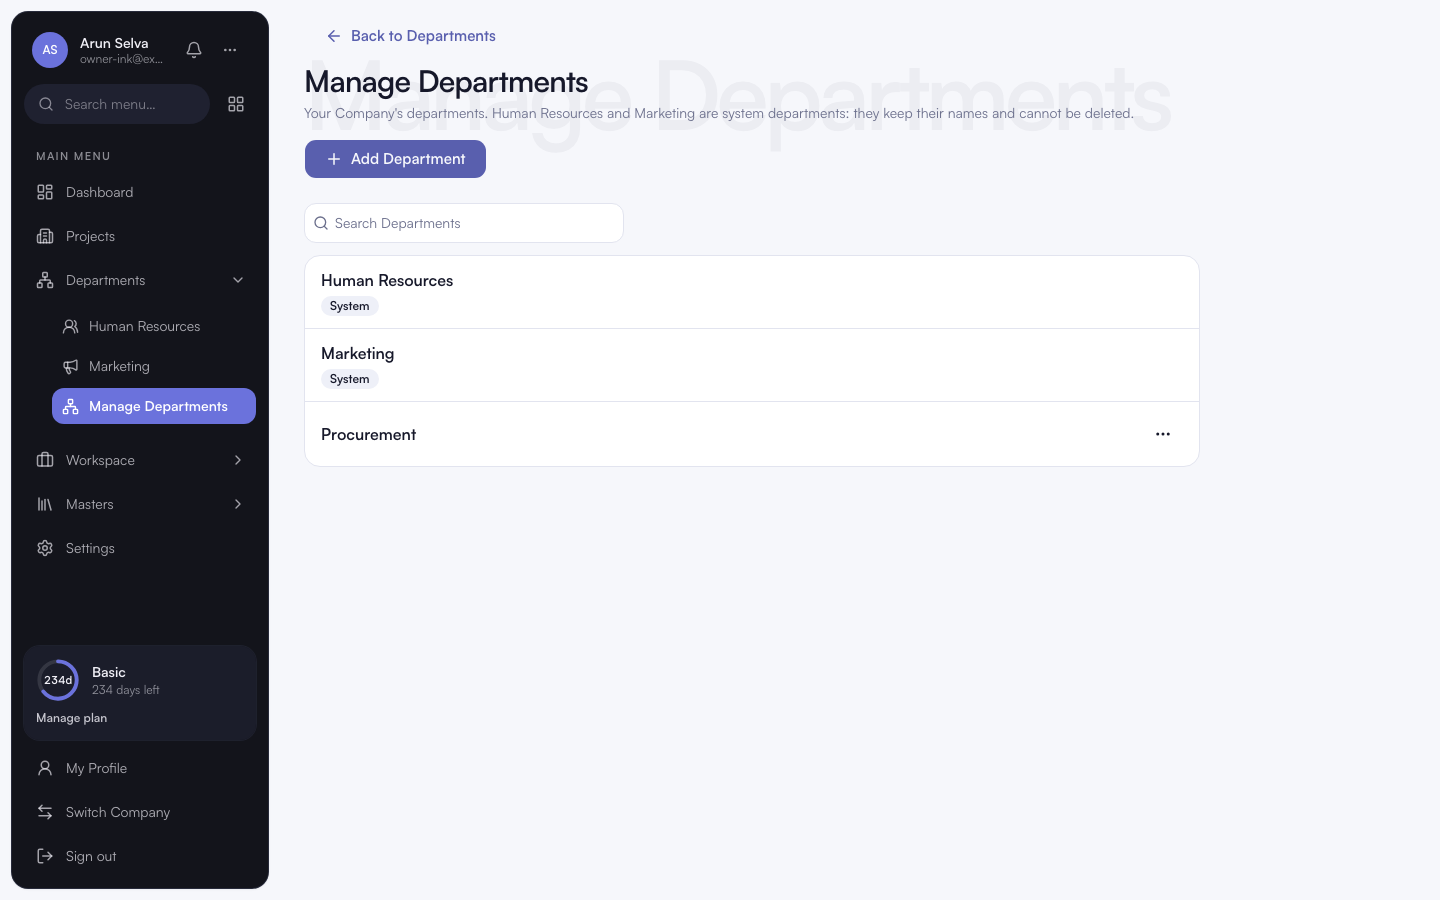 AS
Arun Selva
owner-ink@ex...
Search menu...
MAIN MENU
Dashboard
Projects
Departments
Human Resources
Marketing
Manage Departments
Workspace
Masters
Settings
234d
Basic
234 days left
Manage plan
My Profile
Switch Company
Sign out
Back to Departments
Manage Departments
Manage Departments
Your Company's departments. Human Resources and Marketing are system departments: they keep their names and cannot be deleted.
Add Department
Search Departments
Human Resources
System
Marketing
System
Procurement